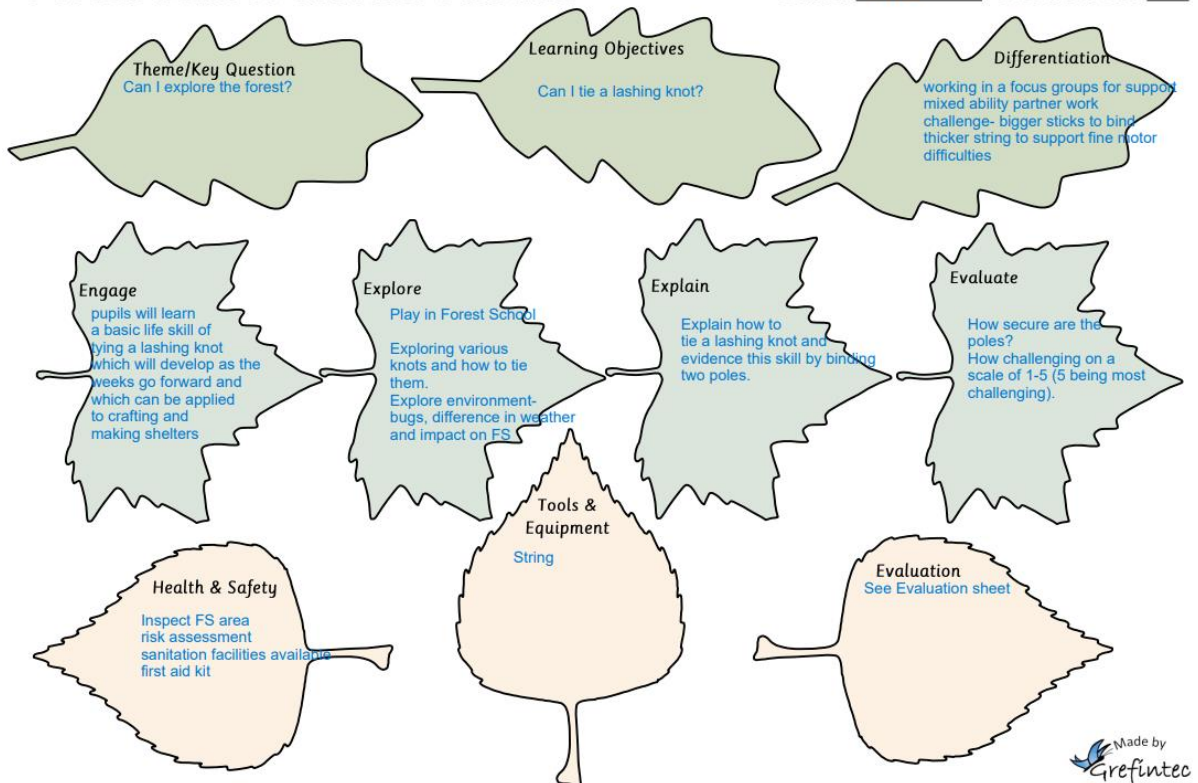 Theme/Key Question
Can I explore the forest?
Learning Objectives
Can I tie a lashing knot?
Differentiation
working in a focus groups for support
mixed ability partner work
challenge- bigger sticks to bind
thicker string to support fine motor
difficulties
Engage
pupils will learn
a basic life skill of
tying a lashing knot
which will develop as the
weeks go forward and
which can be applied
to crafting and
making shelters
Explore
Play in Forest School
Exploring various
knots and how to tie
them.
Explore environment-
bugs, difference in weather
and impact on FS
Explain
Explain how to
tie a lashing knot and
evidence this skill by binding
two poles.
Evaluate
How secure are the
poles?
How challenging on a
scale of 1-5 (5 being most
challenging).
Health & Safety
Inspect FS area
risk assessment
sanitation facilities available
first aid kit
Tools &
Equipment
String
Evaluation
See Evaluation sheet
Made by
Grefintec